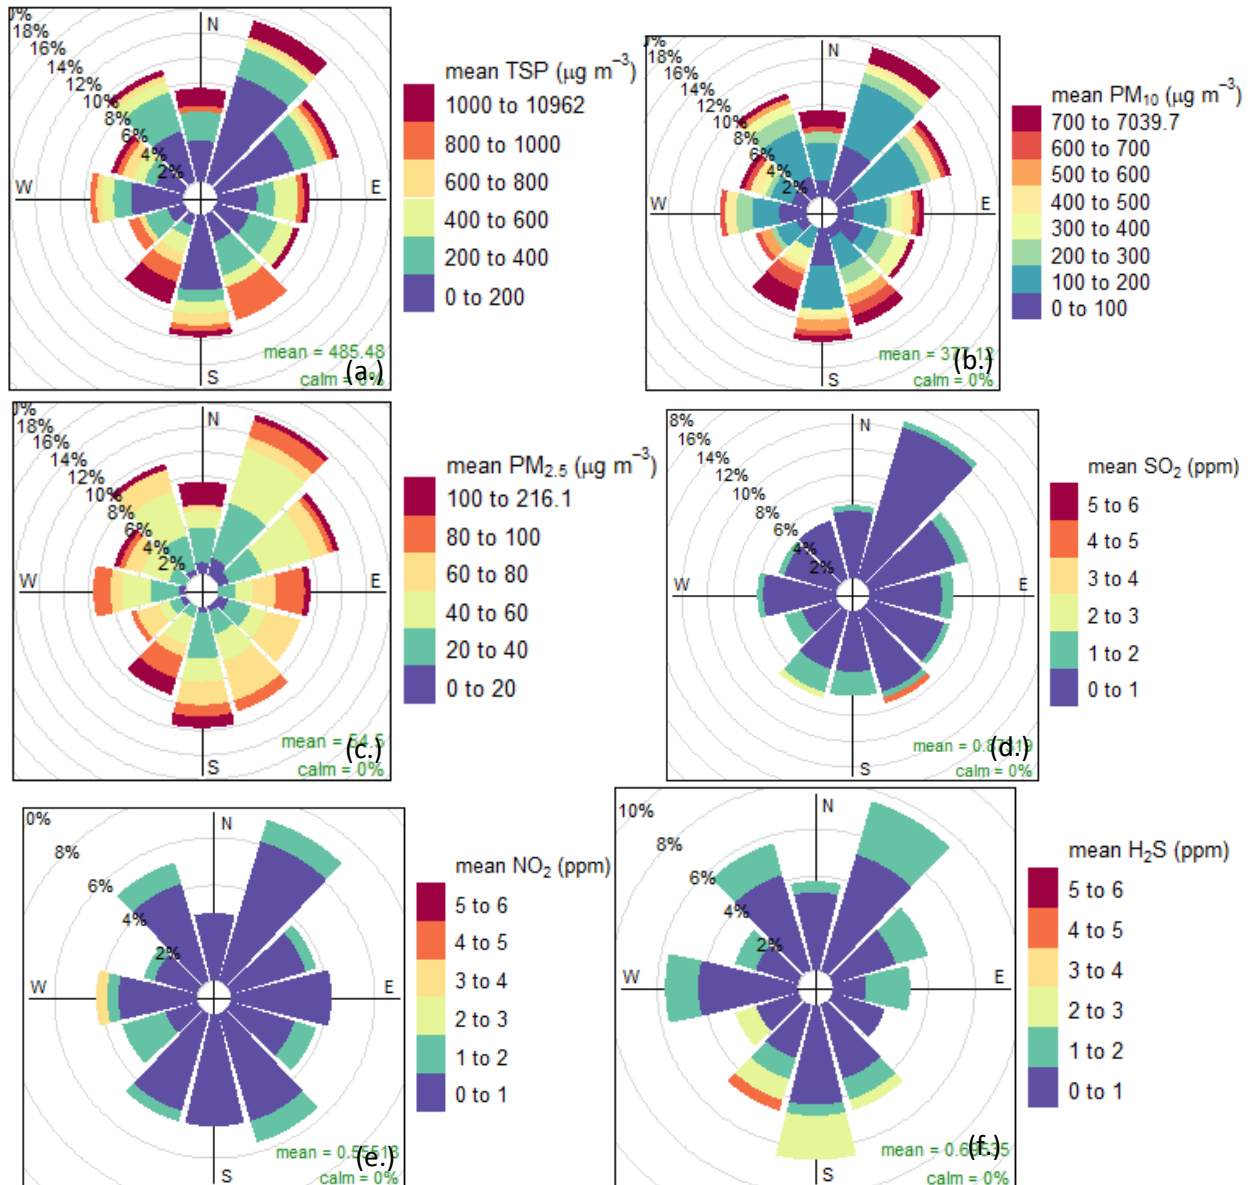 0%
18%
16%
14%
12%
10%
8%
6%
4%
2%
N
W
E
S
mean = 485.48
calm = 0%
(a.)
mean TSP (μg m⁻³)
1000 to 10962
800 to 1000
600 to 800
400 to 600
200 to 400
0 to 200
18%
16%
14%
12%
10%
8%
6%
4%
2%
N
W
E
S
calm = 0%
(b.)
mean PM₁₀ (μg m⁻³)
700 to 7039.7
600 to 700
500 to 600
400 to 500
300 to 400
200 to 300
100 to 200
0 to 100
0%
18%
16%
14%
12%
10%
8%
6%
4%
2%
N
W
E
S
calm = 0%
(c.)
mean PM₂.₅ (μg m⁻³)
100 to 216.1
80 to 100
60 to 80
40 to 60
20 to 40
0 to 20
8%
16%
14%
12%
10%
8%
6%
4%
2%
N
W
E
S
calm = 0%
(d.)
mean SO₂ (ppm)
5 to 6
4 to 5
3 to 4
2 to 3
1 to 2
0 to 1
0%
8%
6%
4%
2%
N
W
E
S
calm = 0%
(e.)
mean NO₂ (ppm)
5 to 6
4 to 5
3 to 4
2 to 3
1 to 2
0 to 1
10%
8%
6%
4%
2%
N
W
E
S
calm = 0%
(f.)
mean H₂S (ppm)
5 to 6
4 to 5
3 to 4
2 to 3
1 to 2
0 to 1